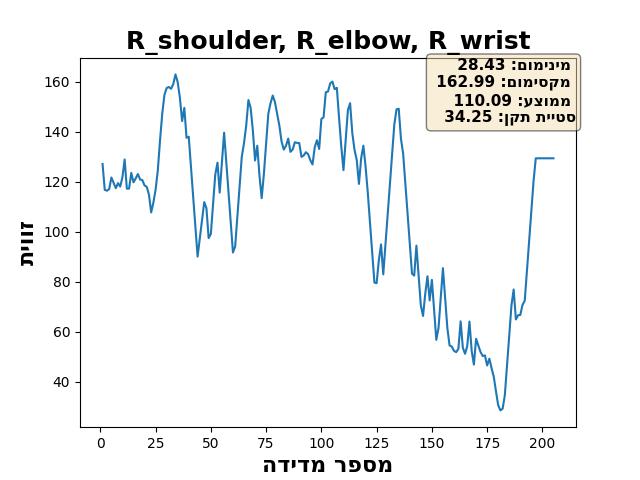 R_shoulder, R_elbow, R_wrist
מינימום: 28.43
מקסימום: 162.99
ממוצע: 110.09
סטיית תקן: 34.25
זווית
160
140
120
100
80
60
40
0 25 50 75 100 125 150 175 200
מספר מדידה